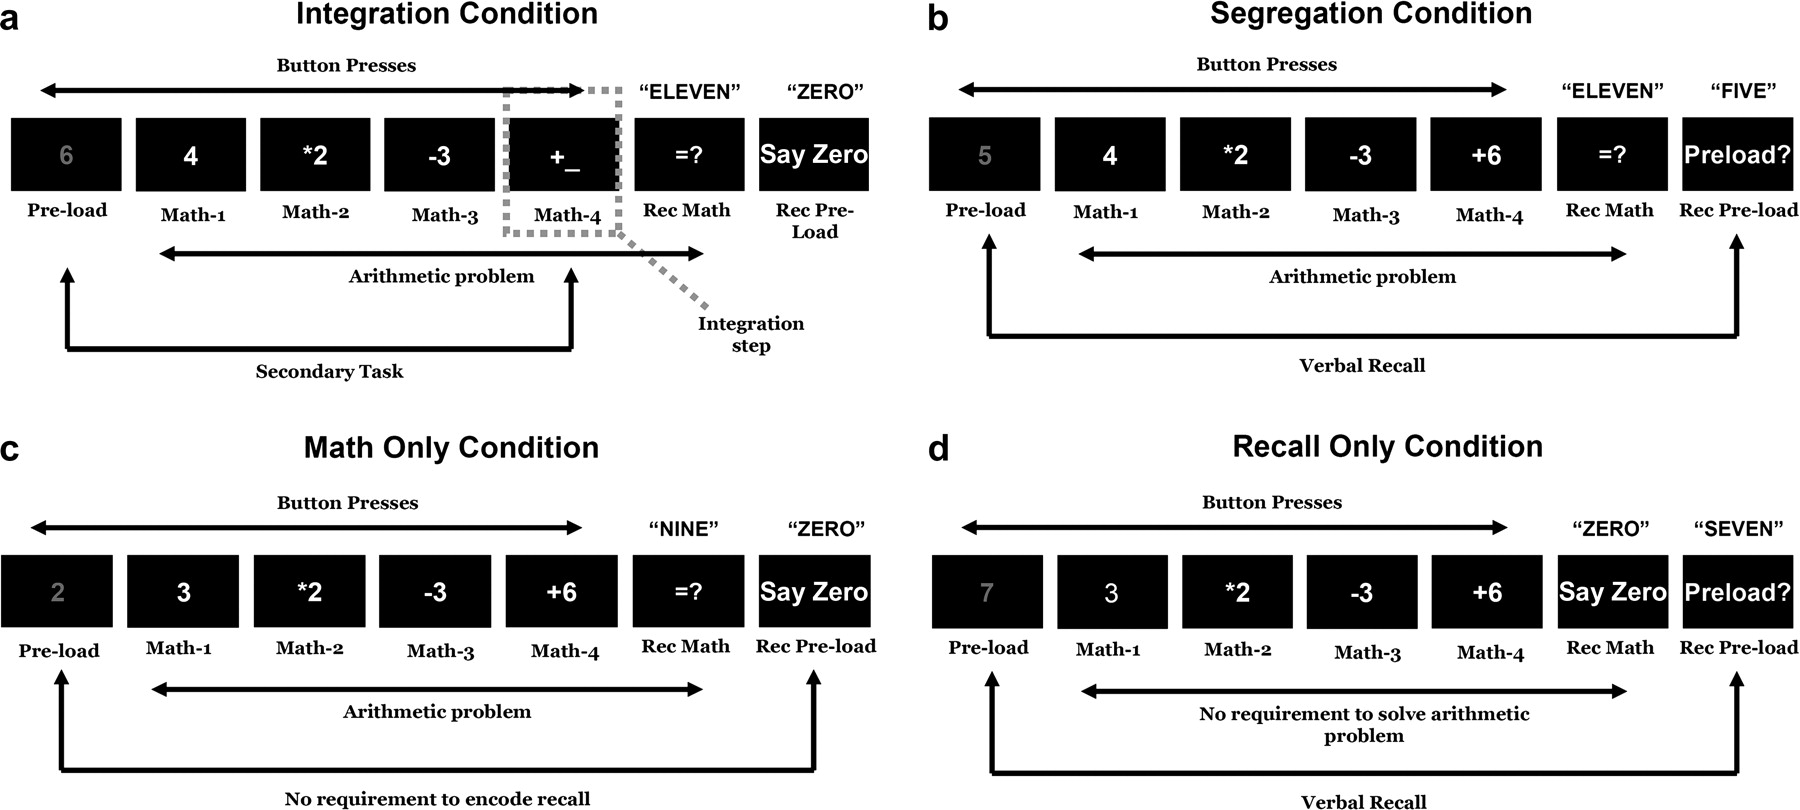 a
Integration Condition
Button Presses
“ELEVEN” “ZERO”
6 4 *2 -3 +_ =? Say Zero
Pre-load Math-1 Math-2 Math-3 Math-4 Rec Math Rec Pre-
Load
Arithmetic problem
Integration
step
Secondary Task
b
Segregation Condition
Button Presses
“ELEVEN” “FIVE”
5 4 *2 -3 +6 =? Preload?
Pre-load Math-1 Math-2 Math-3 Math-4 Rec Math Rec Pre-load
Arithmetic problem
Verbal Recall
c
Math Only Condition
Button Presses
“NINE” “ZERO”
2 3 *2 -3 +6 =? Say Zero
Pre-load Math-1 Math-2 Math-3 Math-4 Rec Math Rec Pre-load
Arithmetic problem
No requirement to encode recall
d
Recall Only Condition
Button Presses
“ZERO” “SEVEN”
7 3 *2 -3 +6 Say Zero Preload?
Pre-load Math-1 Math-2 Math-3 Math-4 Rec Math Rec Pre-load
No requirement to solve arithmetic
problem
Verbal Recall